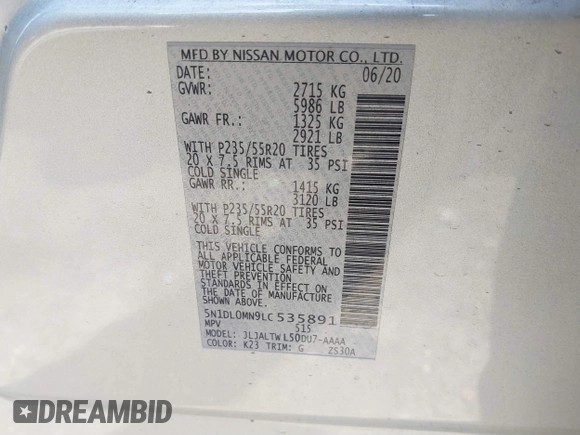 MFD BY NISSAN MOTOR CO., LTD.
DATE: 06/20
GVWR: 2715 KG
5986 LB
GAWR FR.: 1325 KG
2921 LB
WITH P235/55R20 TIRES
20 X 7.5 RIMS AT 35 PSI
COLD SINGLE
GAWR RR.: 1415 KG
3120 LB
WITH P235/55R20 TIRES
20 X 7.5 RIMS AT 35 PSI
COLD SINGLE
THIS VEHICLE CONFORMS TO
ALL APPLICABLE FEDERAL
MOTOR VEHICLE SAFETY AND
THEFT PREVENTION
STANDARDS IN EFFECT ON
THE DATE OF MANUFACTURE
SHOWN ABOVE.
5N1DL0MN9LC535891
MPV S15
MODEL: JLJALTWL50DU7-AAAA
COLOR: K23 TRIM: G ZS30A
DREAMBID